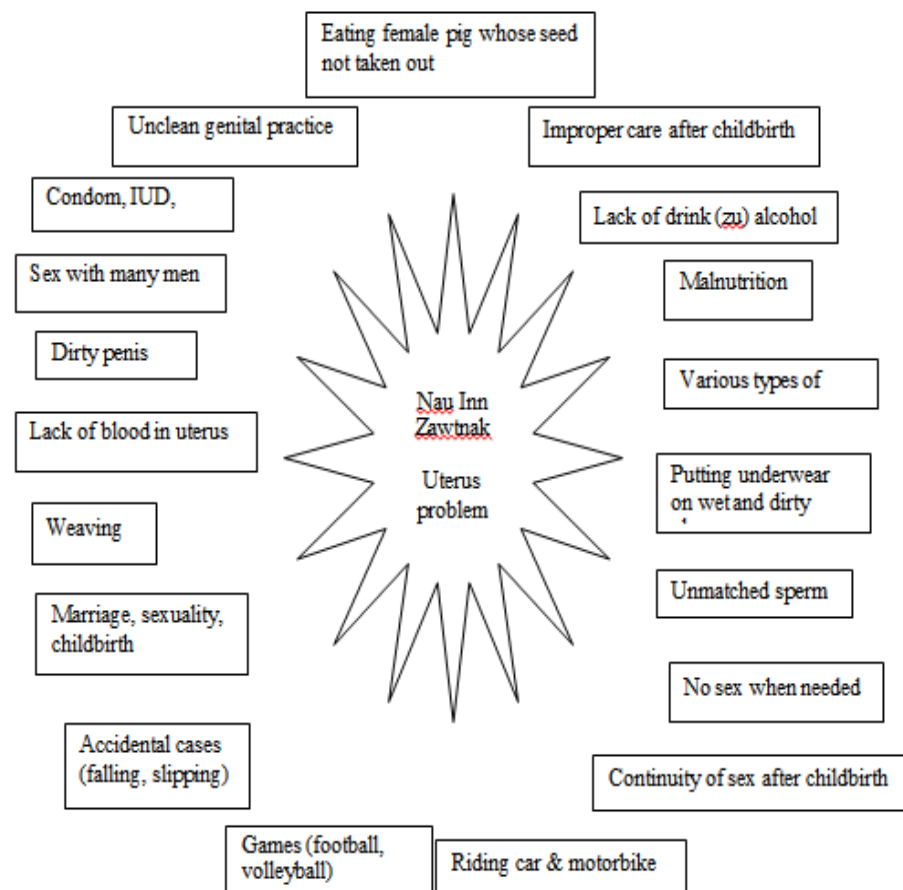 Eating female pig whose seed
not taken out
Unclean genital practice
Improper care after childbirth
Condom, IUD,
Lack of drink (zu) alcohol
Sex with many men
Malnutrition
Dirty penis
Various types of
Nau Inn
Zawtnak
Uterus
problem
Lack of blood in uterus
Putting underwear
on wet and dirty
Weaving
Unmatched sperm
Marriage, sexuality,
childbirth
No sex when needed
Accidental cases
(falling, slipping)
Continuity of sex after childbirth
Games (football,
volleyball)
Riding car & motorbike